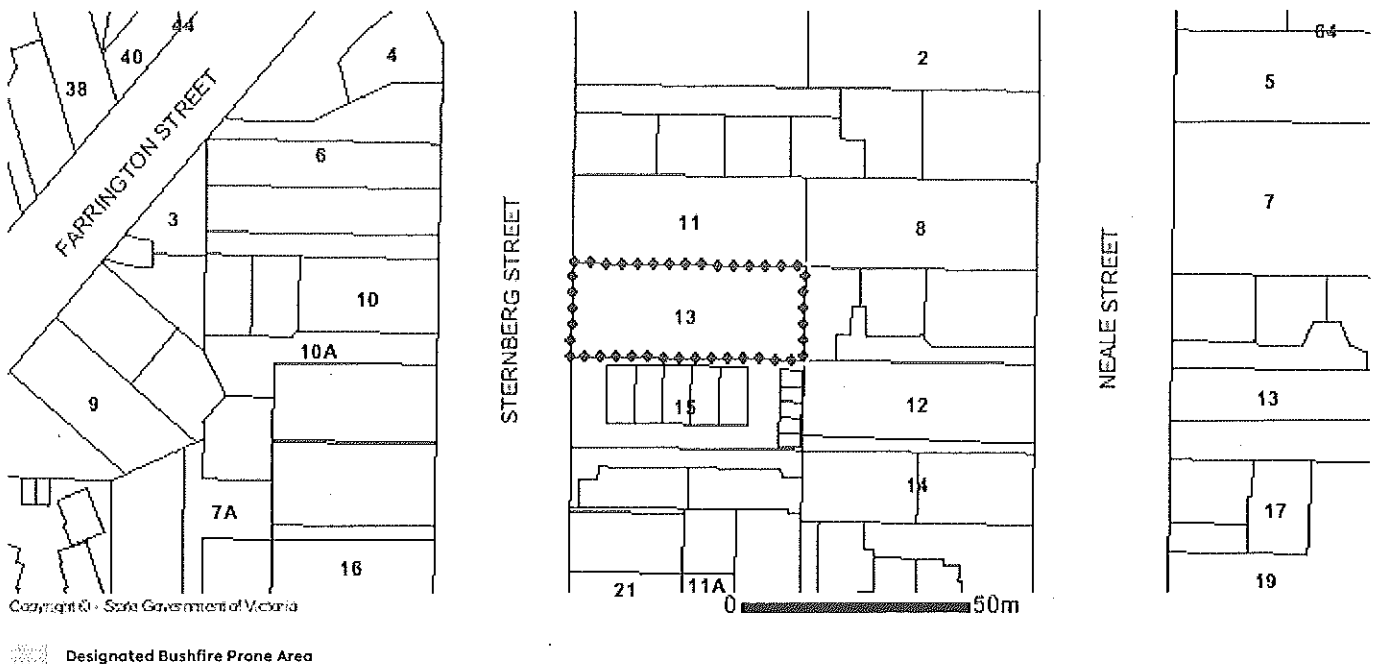 44
40
38
4
2
64
5
FARRINGTON STREET
6
3
STERNBERG STREET
11
8
7
NEALE STREET
10
13
10A
9
15
12
13
14
7A
17
16
21
11A
19
0
50m
Copyright © - State Government of Victoria
Designated Bushfire Prone Area